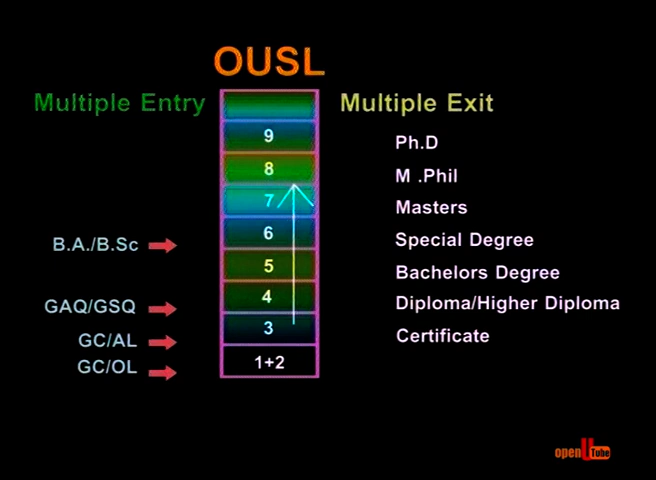 OUSL
Multiple Entry
Multiple Exit
9
Ph.D
8
M .Phil
7
Masters
6
Special Degree
B.A./B.Sc
5
Bachelors Degree
4
Diploma/Higher Diploma
GAQ/GSQ
3
Certificate
GC/AL
1+2
GC/OL
openUTube